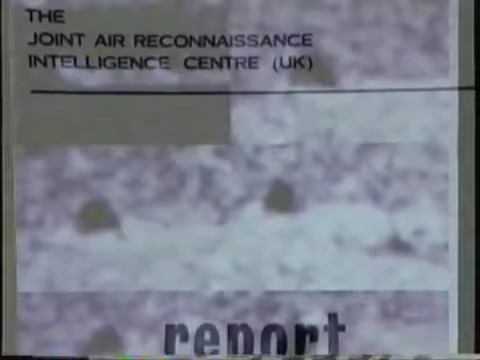 THE
JOINT AIR RECONNAISSANCE
INTELLIGENCE CENTRE (UK)
report